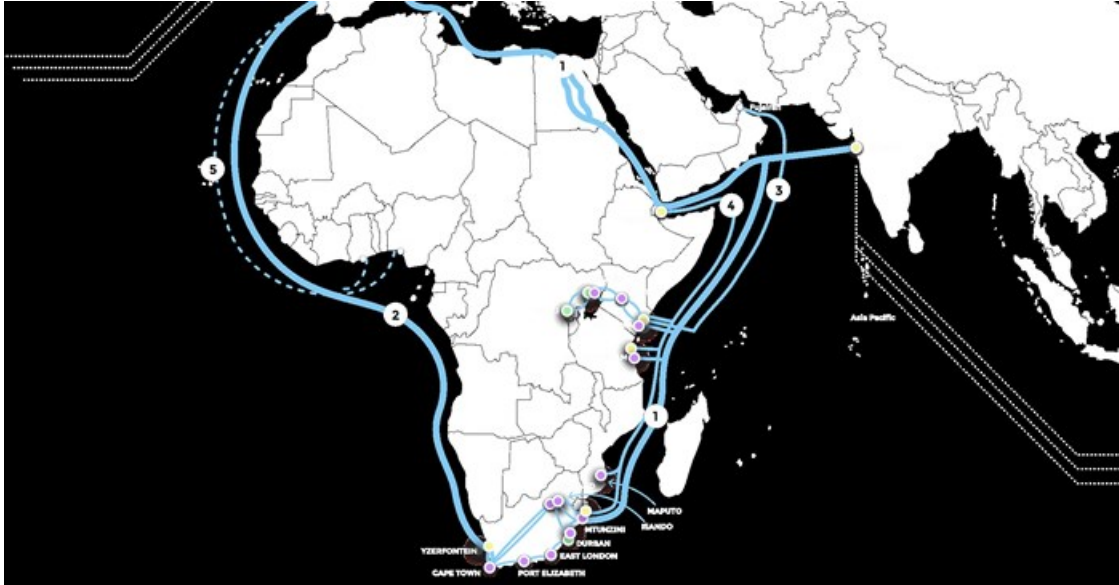 1
5
4
3
2
Asia Pacific
1
MAPUTO
ISANDO
MTUNZINI
DURBAN
YZERFONTEIN
EAST LONDON
CAPE TOWN
PORT ELIZABETH